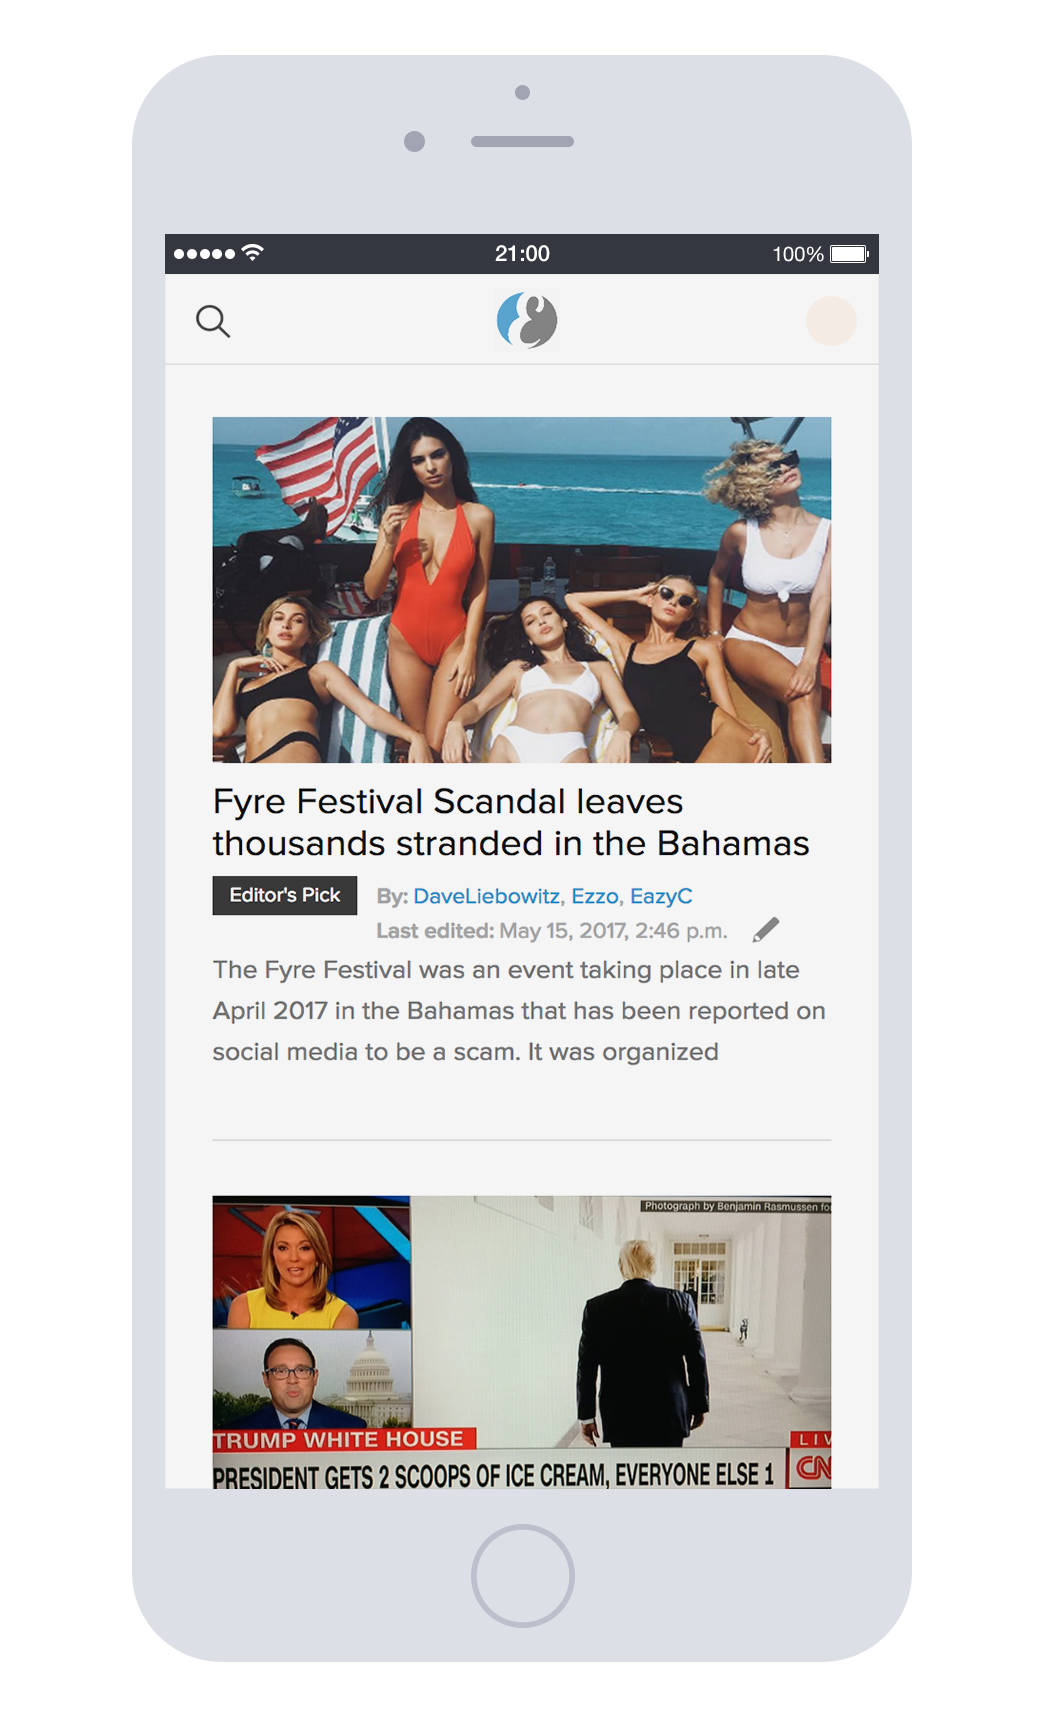 21:00
100%
Fyre Festival Scandal leaves
thousands stranded in the Bahamas
Editor's Pick
By: DaveLiebowitz, Ezzo, EazyC
Last edited: May 15, 2017, 2:46 p.m.
The Fyre Festival was an event taking place in late
April 2017 in the Bahamas that has been reported on
social media to be a scam. It was organized
Photograph by Benjamin Rasmussen fo
TRUMP WHITE HOUSE
LIV
PRESIDENT GETS 2 SCOOPS OF ICE CREAM, EVERYONE ELSE 1
CN